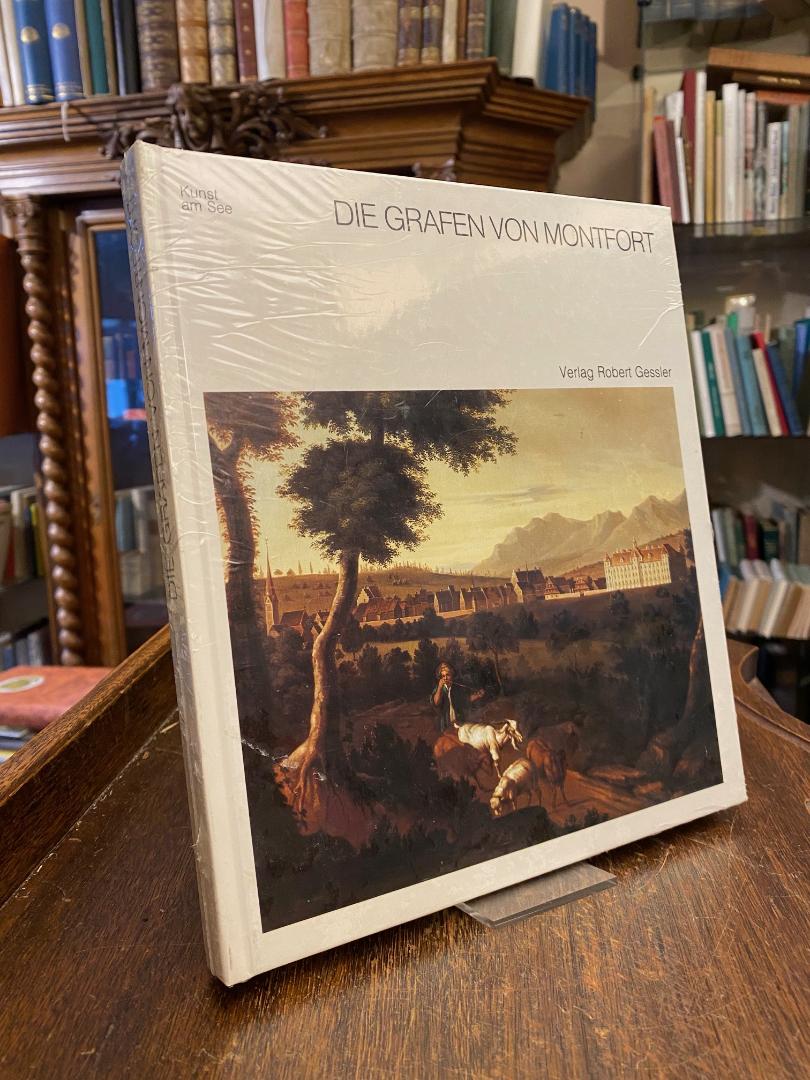 Kunst
am See
DIE GRAFEN VON MONTFORT
Verlag Robert Gessler